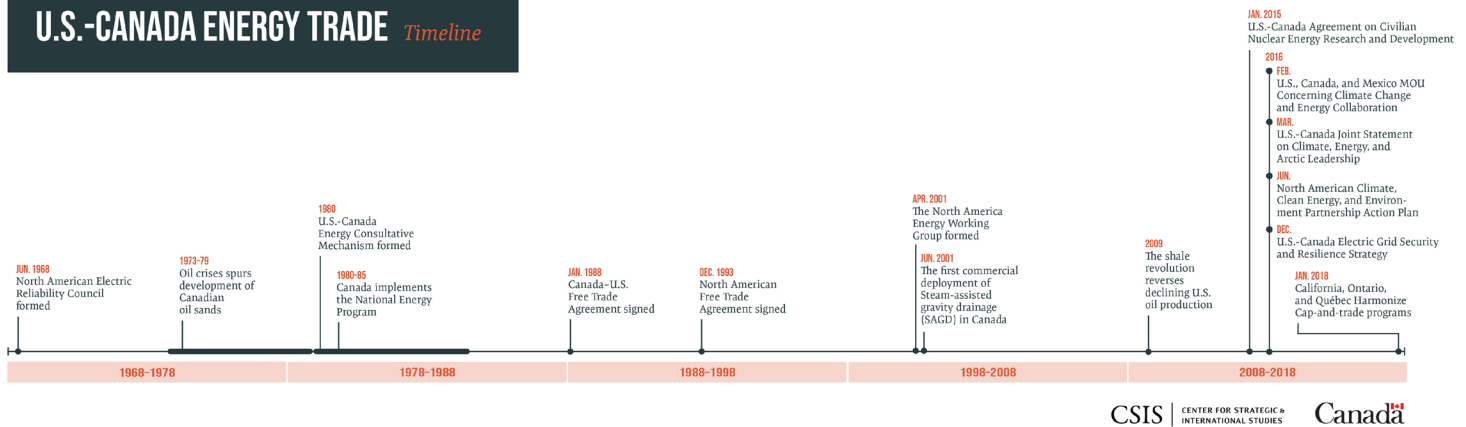 U.S.-CANADA ENERGY TRADE Timeline
JUN. 1968
North American Electric
Reliability Council
formed
1973-79
Oil crises spurs
development of
Canadian
oil sands
1980
U.S.-Canada
Energy Consultative
Mechanism formed
1980-85
Canada implements
the National Energy
Program
JAN. 1988
Canada–U.S.
Free Trade
Agreement signed
DEC. 1993
North American
Free Trade
Agreement signed
APR. 2001
The North America
Energy Working
Group formed
JUN. 2001
The first commercial
deployment of
Steam-assisted
gravity drainage
(SAGD) in Canada
2009
The shale
revolution
reverses
declining U.S.
oil production
JAN. 2015
U.S.-Canada Agreement on Civilian
Nuclear Energy Research and Development
2016
FEB.
U.S., Canada, and Mexico MOU
Concerning Climate Change
and Energy Collaboration
MAR.
U.S.-Canada Joint Statement
on Climate, Energy, and
Arctic Leadership
JUN.
North American Climate,
Clean Energy, and Environ-
ment Partnership Action Plan
DEC.
U.S.-Canada Electric Grid Security
and Resilience Strategy
JAN. 2018
California, Ontario,
and Québec Harmonize
Cap-and-trade programs
1968-1978
1978-1988
1988-1998
1998-2008
2008-2018
CSIS
CENTER FOR STRATEGIC &
INTERNATIONAL STUDIES
Canada